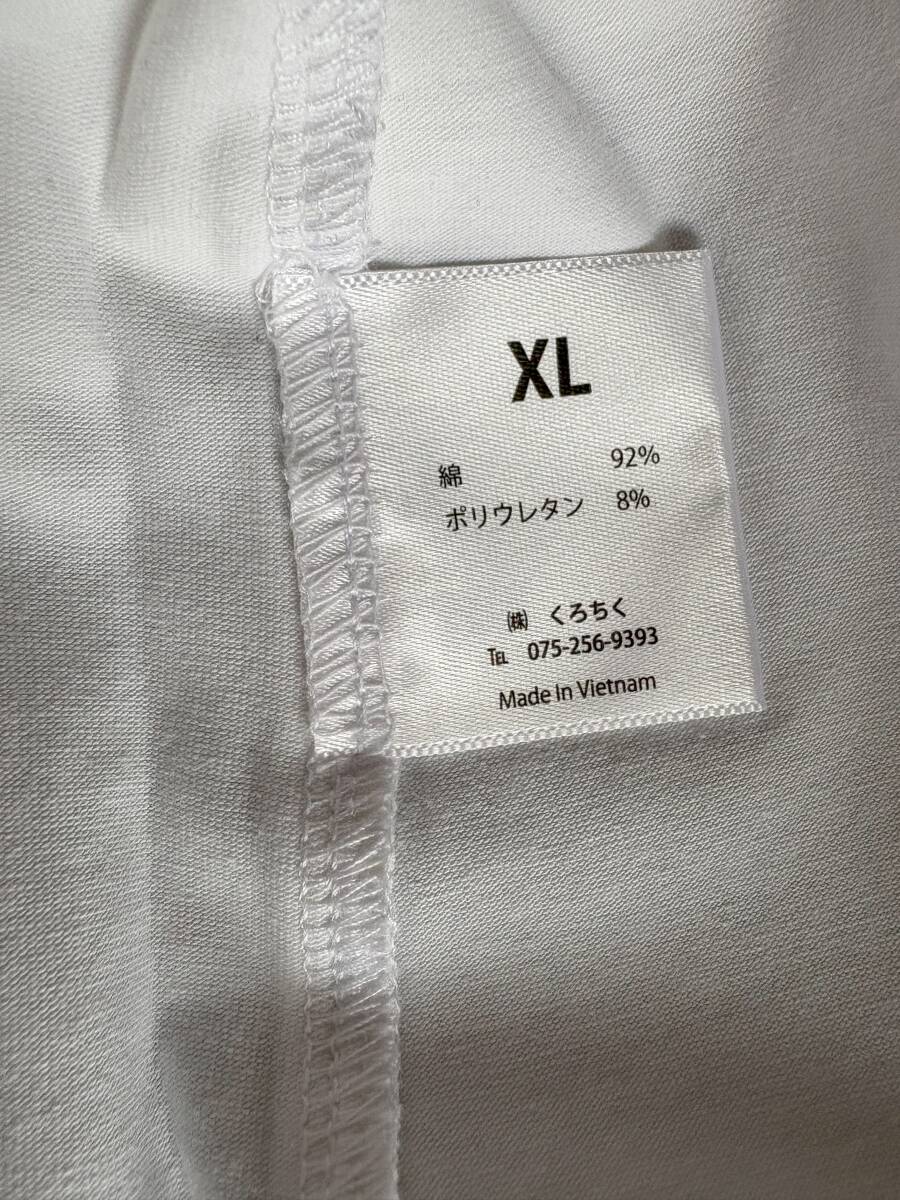 XL
綿 92%
ポリウレタン 8%
㈱ くろちく
℡ 075-256-9393
Made In Vietnam